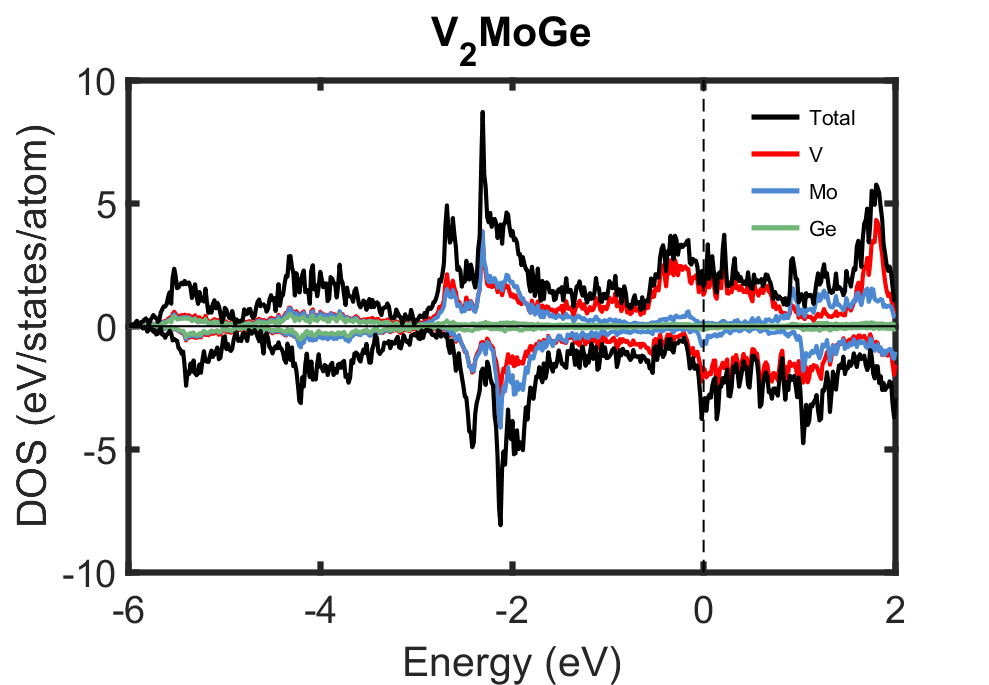 V2MoGe
10
5
0
-5
-10
DOS (eV/states/atom)
Total
V
Mo
Ge
-6
-4
-2
0
2
Energy (eV)